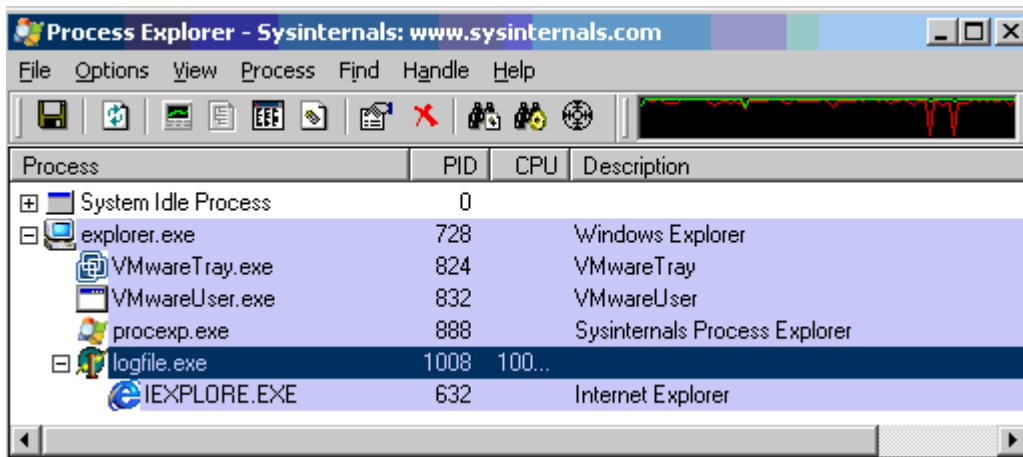 Process Explorer - Sysinternals: www.sysinternals.com
File Options View Process Find Handle Help
Process PID CPU Description
System Idle Process 0
explorer.exe 728 Windows Explorer
VMwareTray.exe 824 VMwareTray
VMwareUser.exe 832 VMwareUser
procexp.exe 888 Sysinternals Process Explorer
logfile.exe 1008 100...
IEXPLORE.EXE 632 Internet Explorer